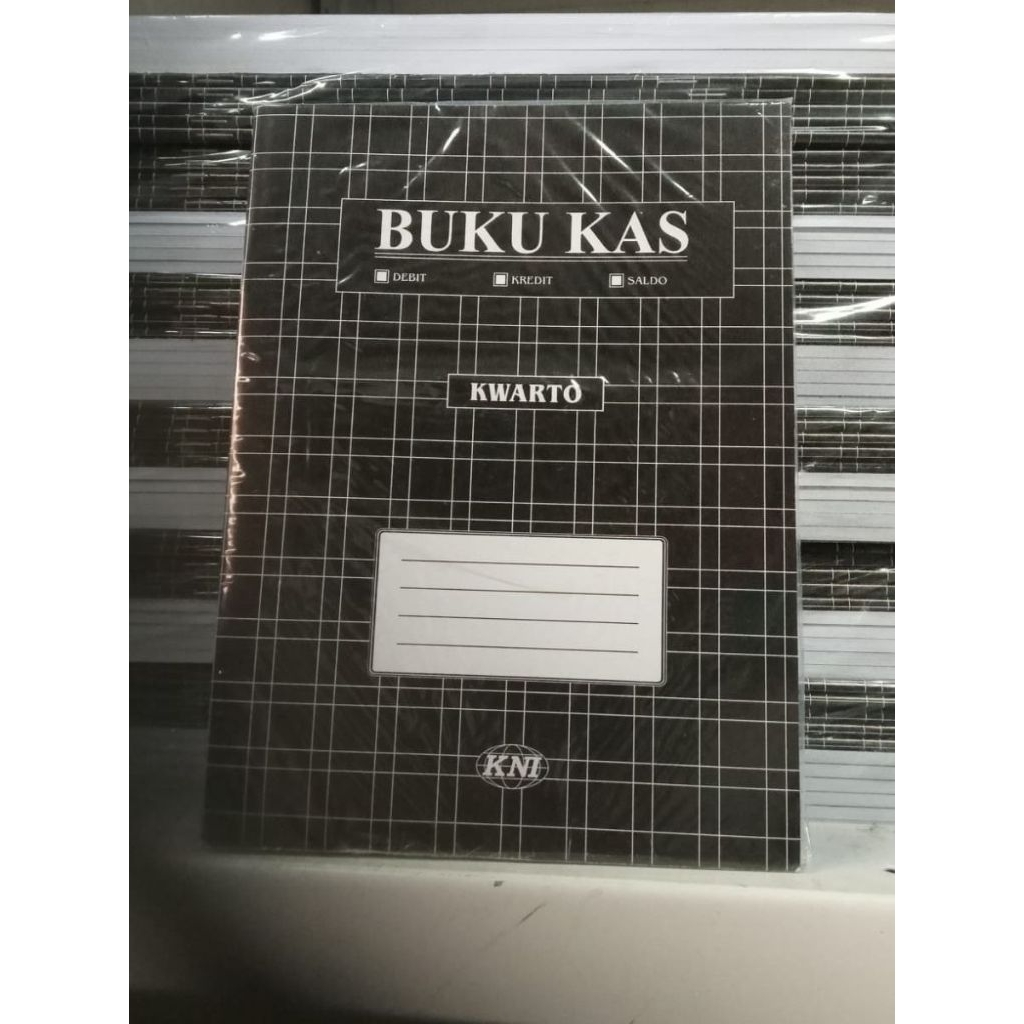 BUKU KAS
DEBIT KREDIT SALDO
KWARTO
KNI